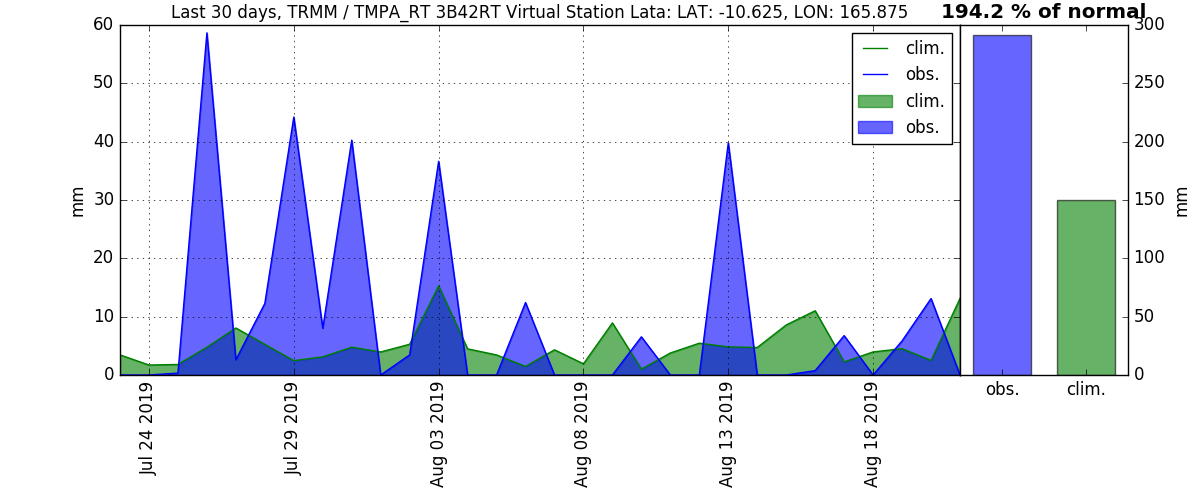 Last 30 days, TRMM / TMPA_RT 3B42RT Virtual Station Lata: LAT: -10.625, LON: 165.875
194.2 % of normal
60
50
40
30
20
10
0
mm
clim.
obs.
clim.
obs.
300
250
200
150
100
50
0
mm
Jul 24 2019
Jul 29 2019
Aug 03 2019
Aug 08 2019
Aug 13 2019
Aug 18 2019
obs.
clim.